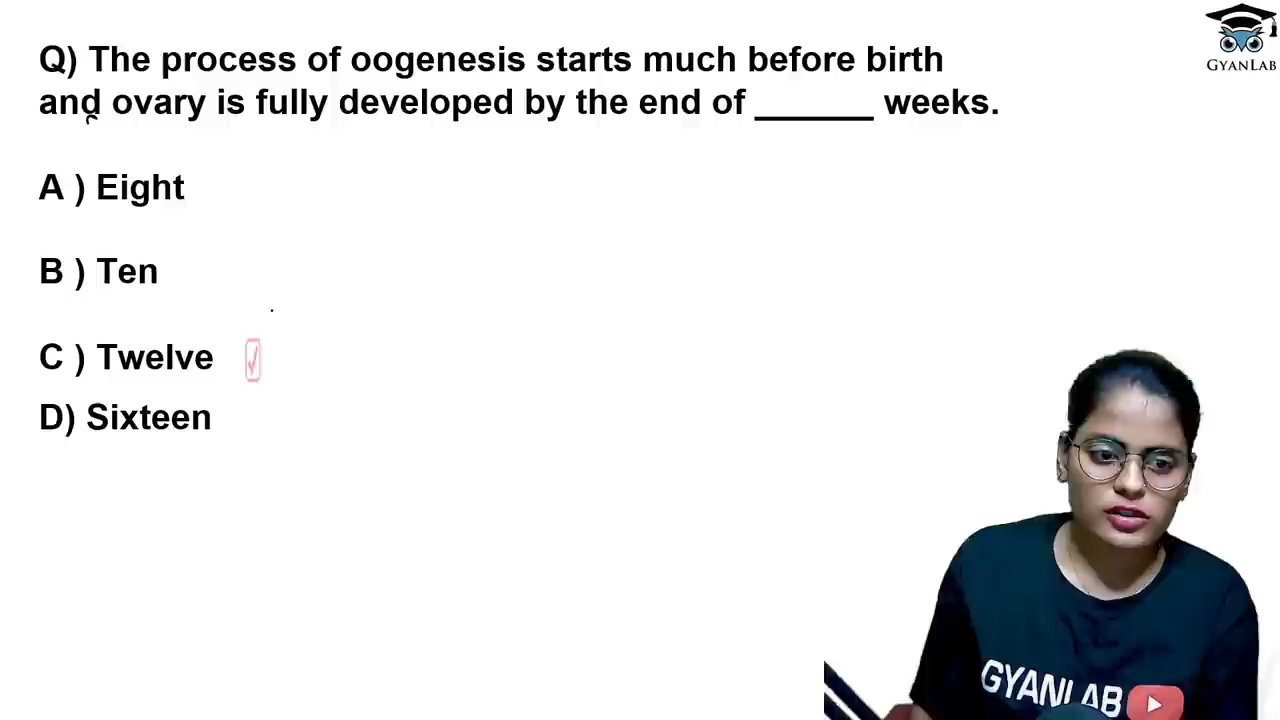 GYANLAB
Q) The process of oogenesis starts much before birth
and ovary is fully developed by the end of ______ weeks.
A ) Eight
B ) Ten
C ) Twelve
D) Sixteen
GYANLAB